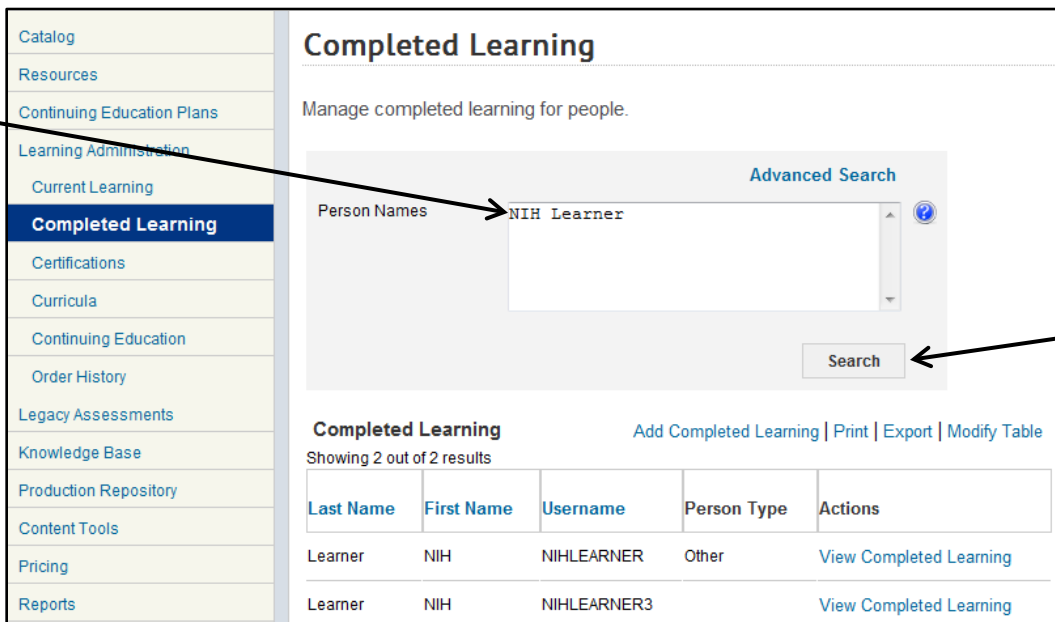 Catalog
Resources
Continuing Education Plans
Learning Administration
Current Learning
Completed Learning
Certifications
Curricula
Continuing Education
Order History
Legacy Assessments
Knowledge Base
Production Repository
Content Tools
Pricing
Reports
Completed Learning
Manage completed learning for people.
Advanced Search
Person Names NIH Learner ?
Search
Completed Learning Add Completed Learning | Print | Export | Modify Table
Showing 2 out of 2 results
Last Name First Name Username Person Type Actions
Learner NIH NIHLEARNER Other View Completed Learning
Learner NIH NIHLEARNER3 View Completed Learning